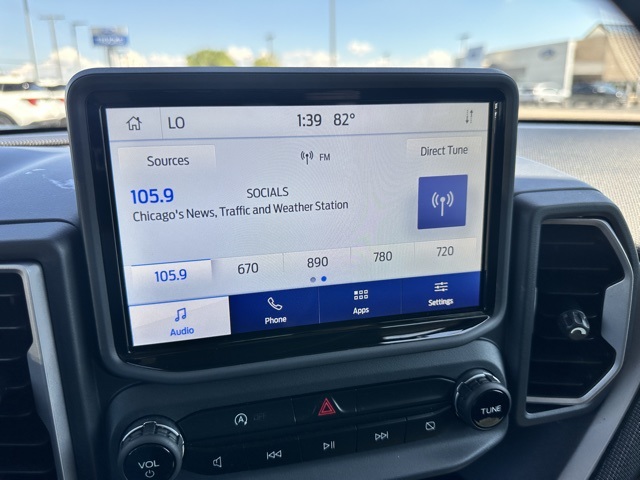 LO 1:39 82°
Sources FM Direct Tune
105.9 SOCIALS
Chicago's News, Traffic and Weather Station
105.9 670 890 780 720
Audio Phone Apps Settings
VOL TUNE